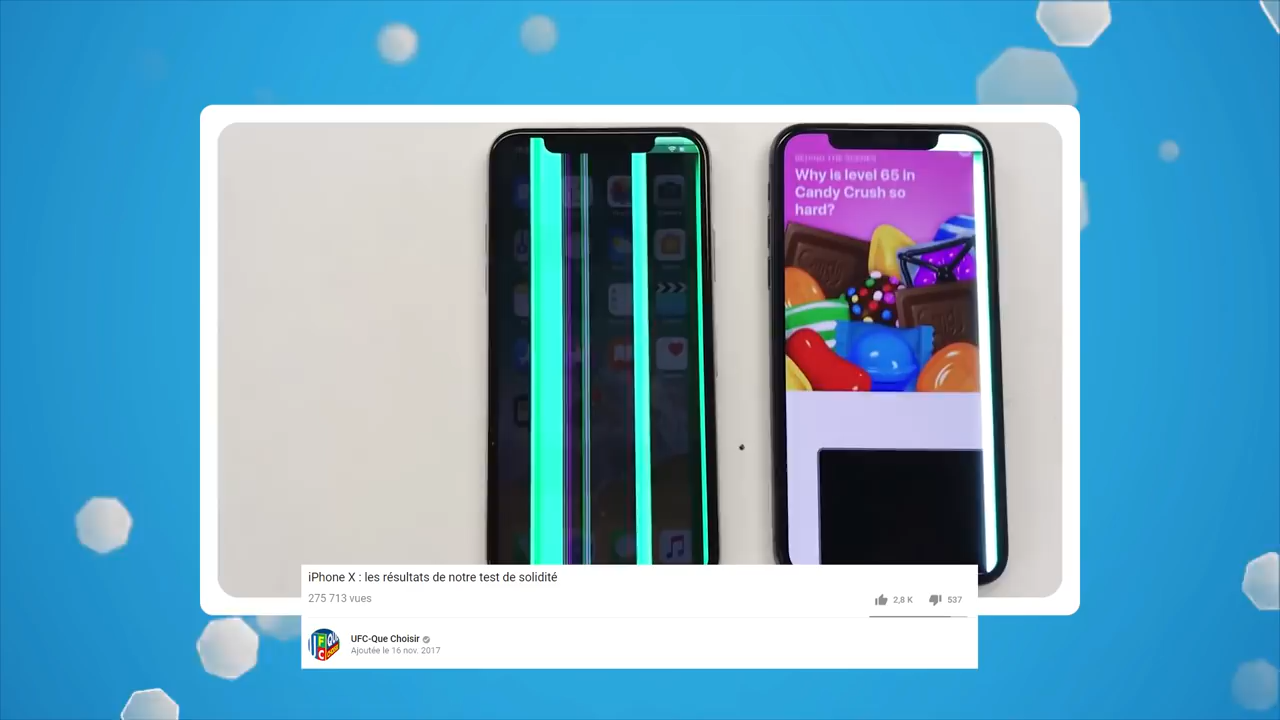 Why is level 65 in
Candy Crush so
hard?
iPhone X : les résultats de notre test de solidité
275 713 vues
2,8 K
537
UFC-Que Choisir
Ajoutée le 16 nov. 2017